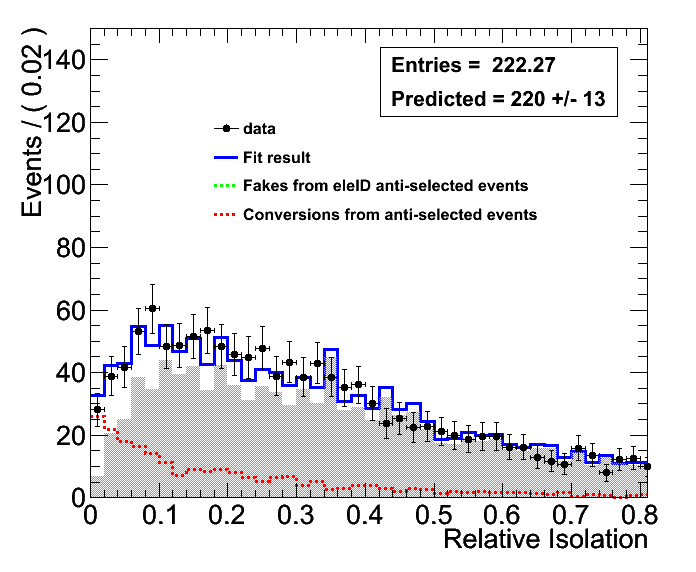 Entries = 222.27
Predicted = 220 +/- 13
data
Fit result
Fakes from eleID anti-selected events
Conversions from anti-selected events
Events / ( 0.02 )
140
120
100
80
60
40
20
0
0 0.1 0.2 0.3 0.4 0.5 0.6 0.7 0.8
Relative Isolation